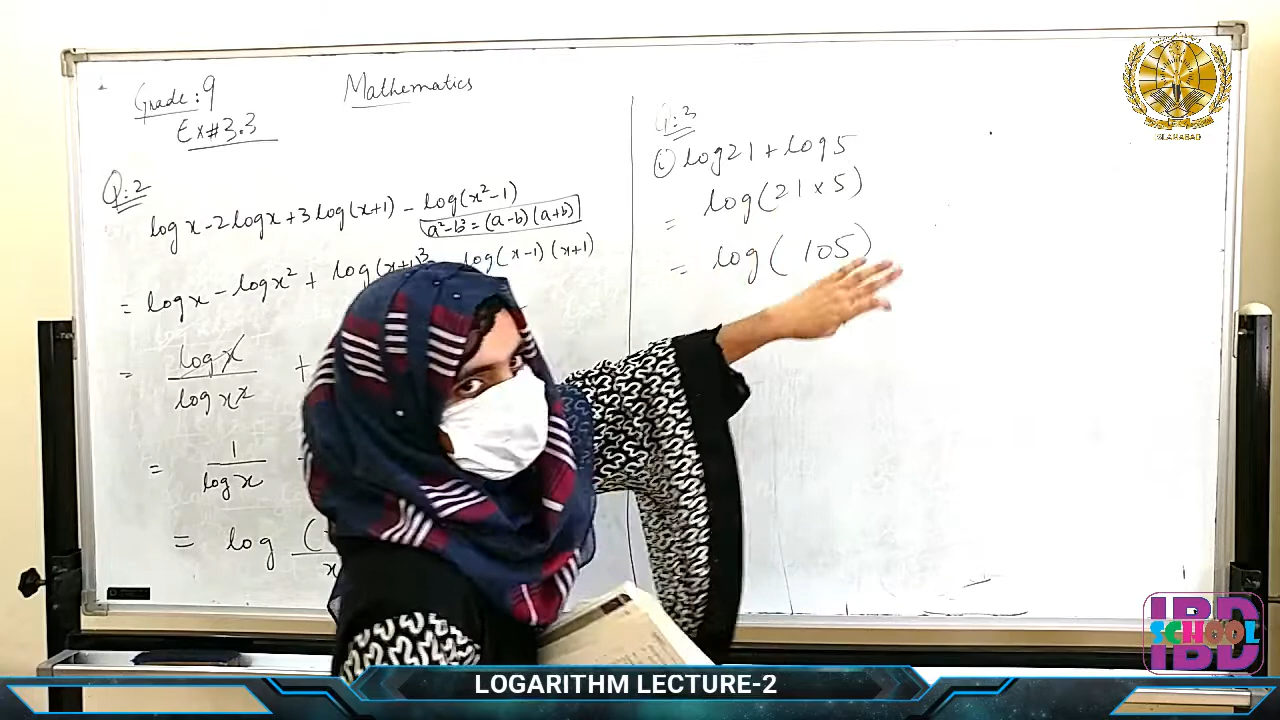 Grade: 9
Mathematics
Ex#3.3
Q:2
log x - 2 log x + 3 log (x+1) - log (x²-1)
a²-b² = (a-b)(a+b)
= log x - log x² + log (x+1)³ - log (x-1)(x+1)
= log x / log x² +
= 1 / log x
= log (
Q:3
(i) log 21 + log 5
= log (21 × 5)
= log ( 105)
ISLAMABAD
IBD
SCHOOL
IBD
LOGARITHM LECTURE-2